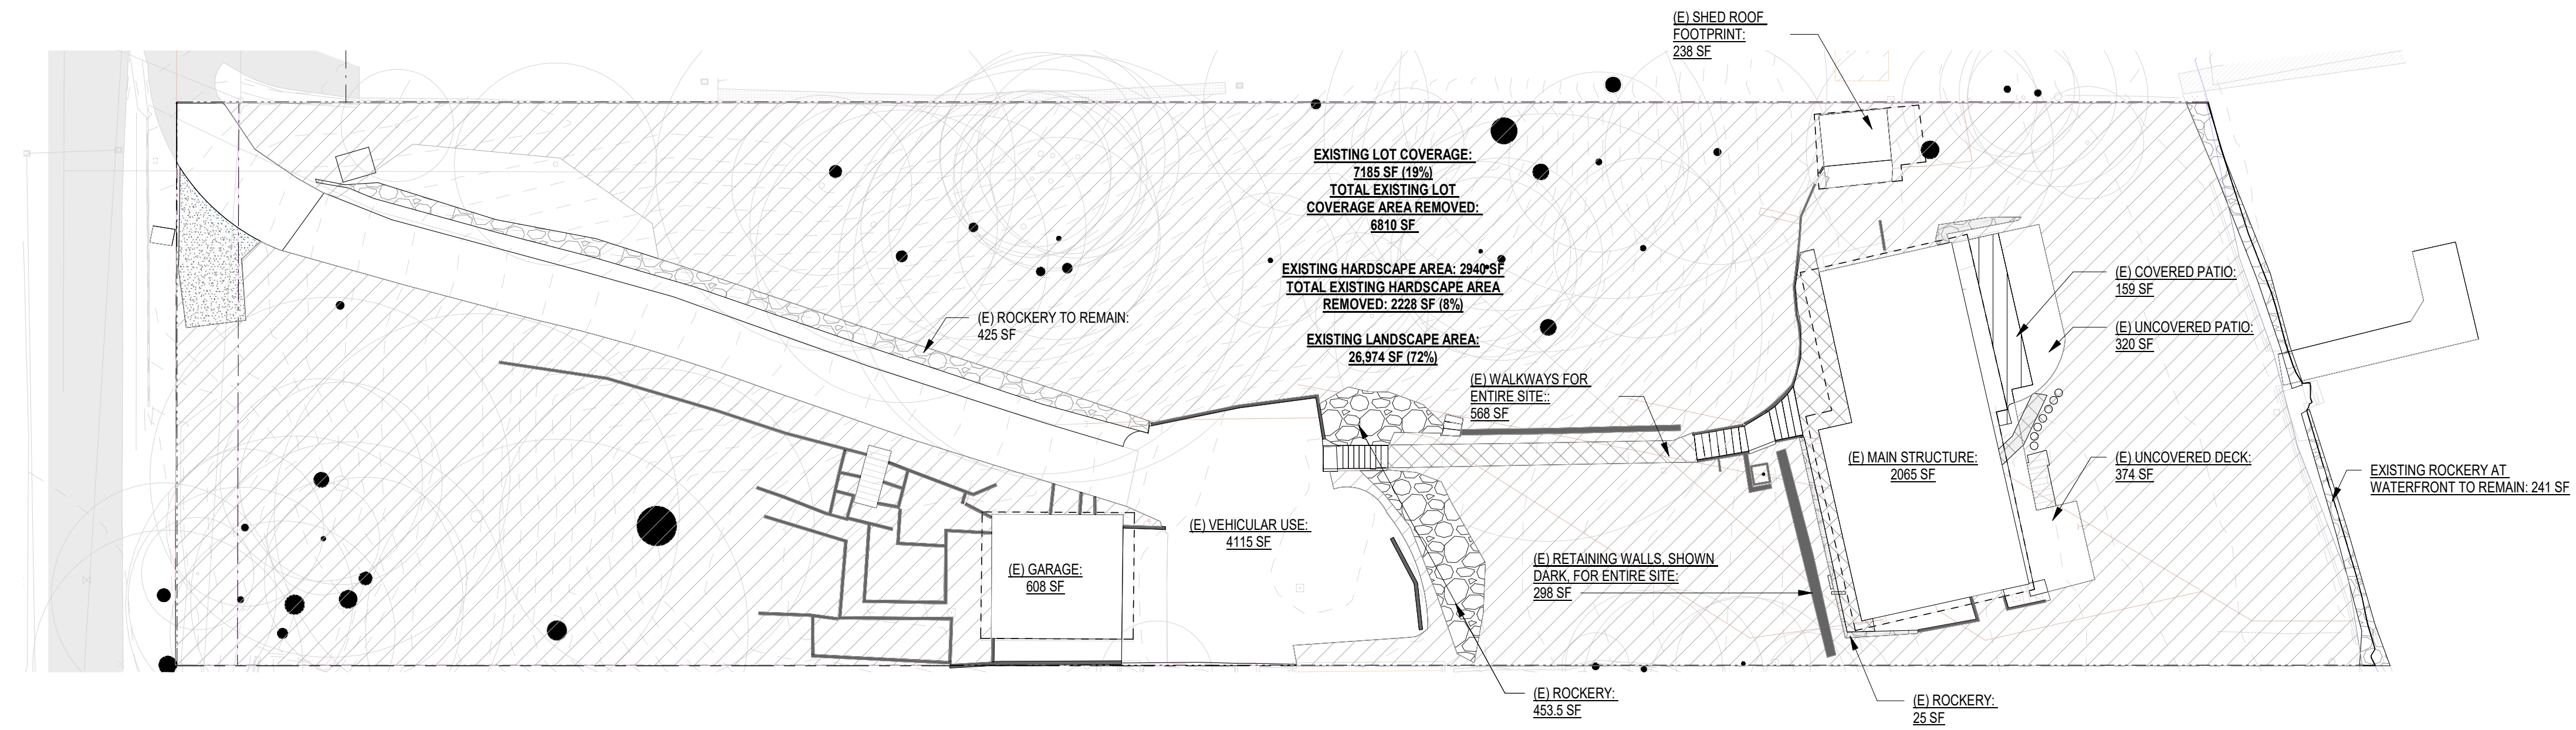 (E) SHED ROOF
FOOTPRINT:
238 SF
EXISTING LOT COVERAGE:
7185 SF (19%)
TOTAL EXISTING LOT
COVERAGE AREA REMOVED:
6810 SF
EXISTING HARDSCAPE AREA: 2940 SF
TOTAL EXISTING HARDSCAPE AREA
REMOVED: 2228 SF (8%)
EXISTING LANDSCAPE AREA:
26,974 SF (72%)
(E) ROCKERY TO REMAIN:
425 SF
(E) WALKWAYS FOR
ENTIRE SITE::
568 SF
(E) COVERED PATIO:
159 SF
(E) UNCOVERED PATIO:
320 SF
(E) MAIN STRUCTURE:
2065 SF
(E) UNCOVERED DECK:
374 SF
EXISTING ROCKERY AT
WATERFRONT TO REMAIN: 241 SF
(E) VEHICULAR USE:
4115 SF
(E) GARAGE:
608 SF
(E) RETAINING WALLS, SHOWN
DARK, FOR ENTIRE SITE:
298 SF
(E) ROCKERY:
453.5 SF
(E) ROCKERY:
25 SF